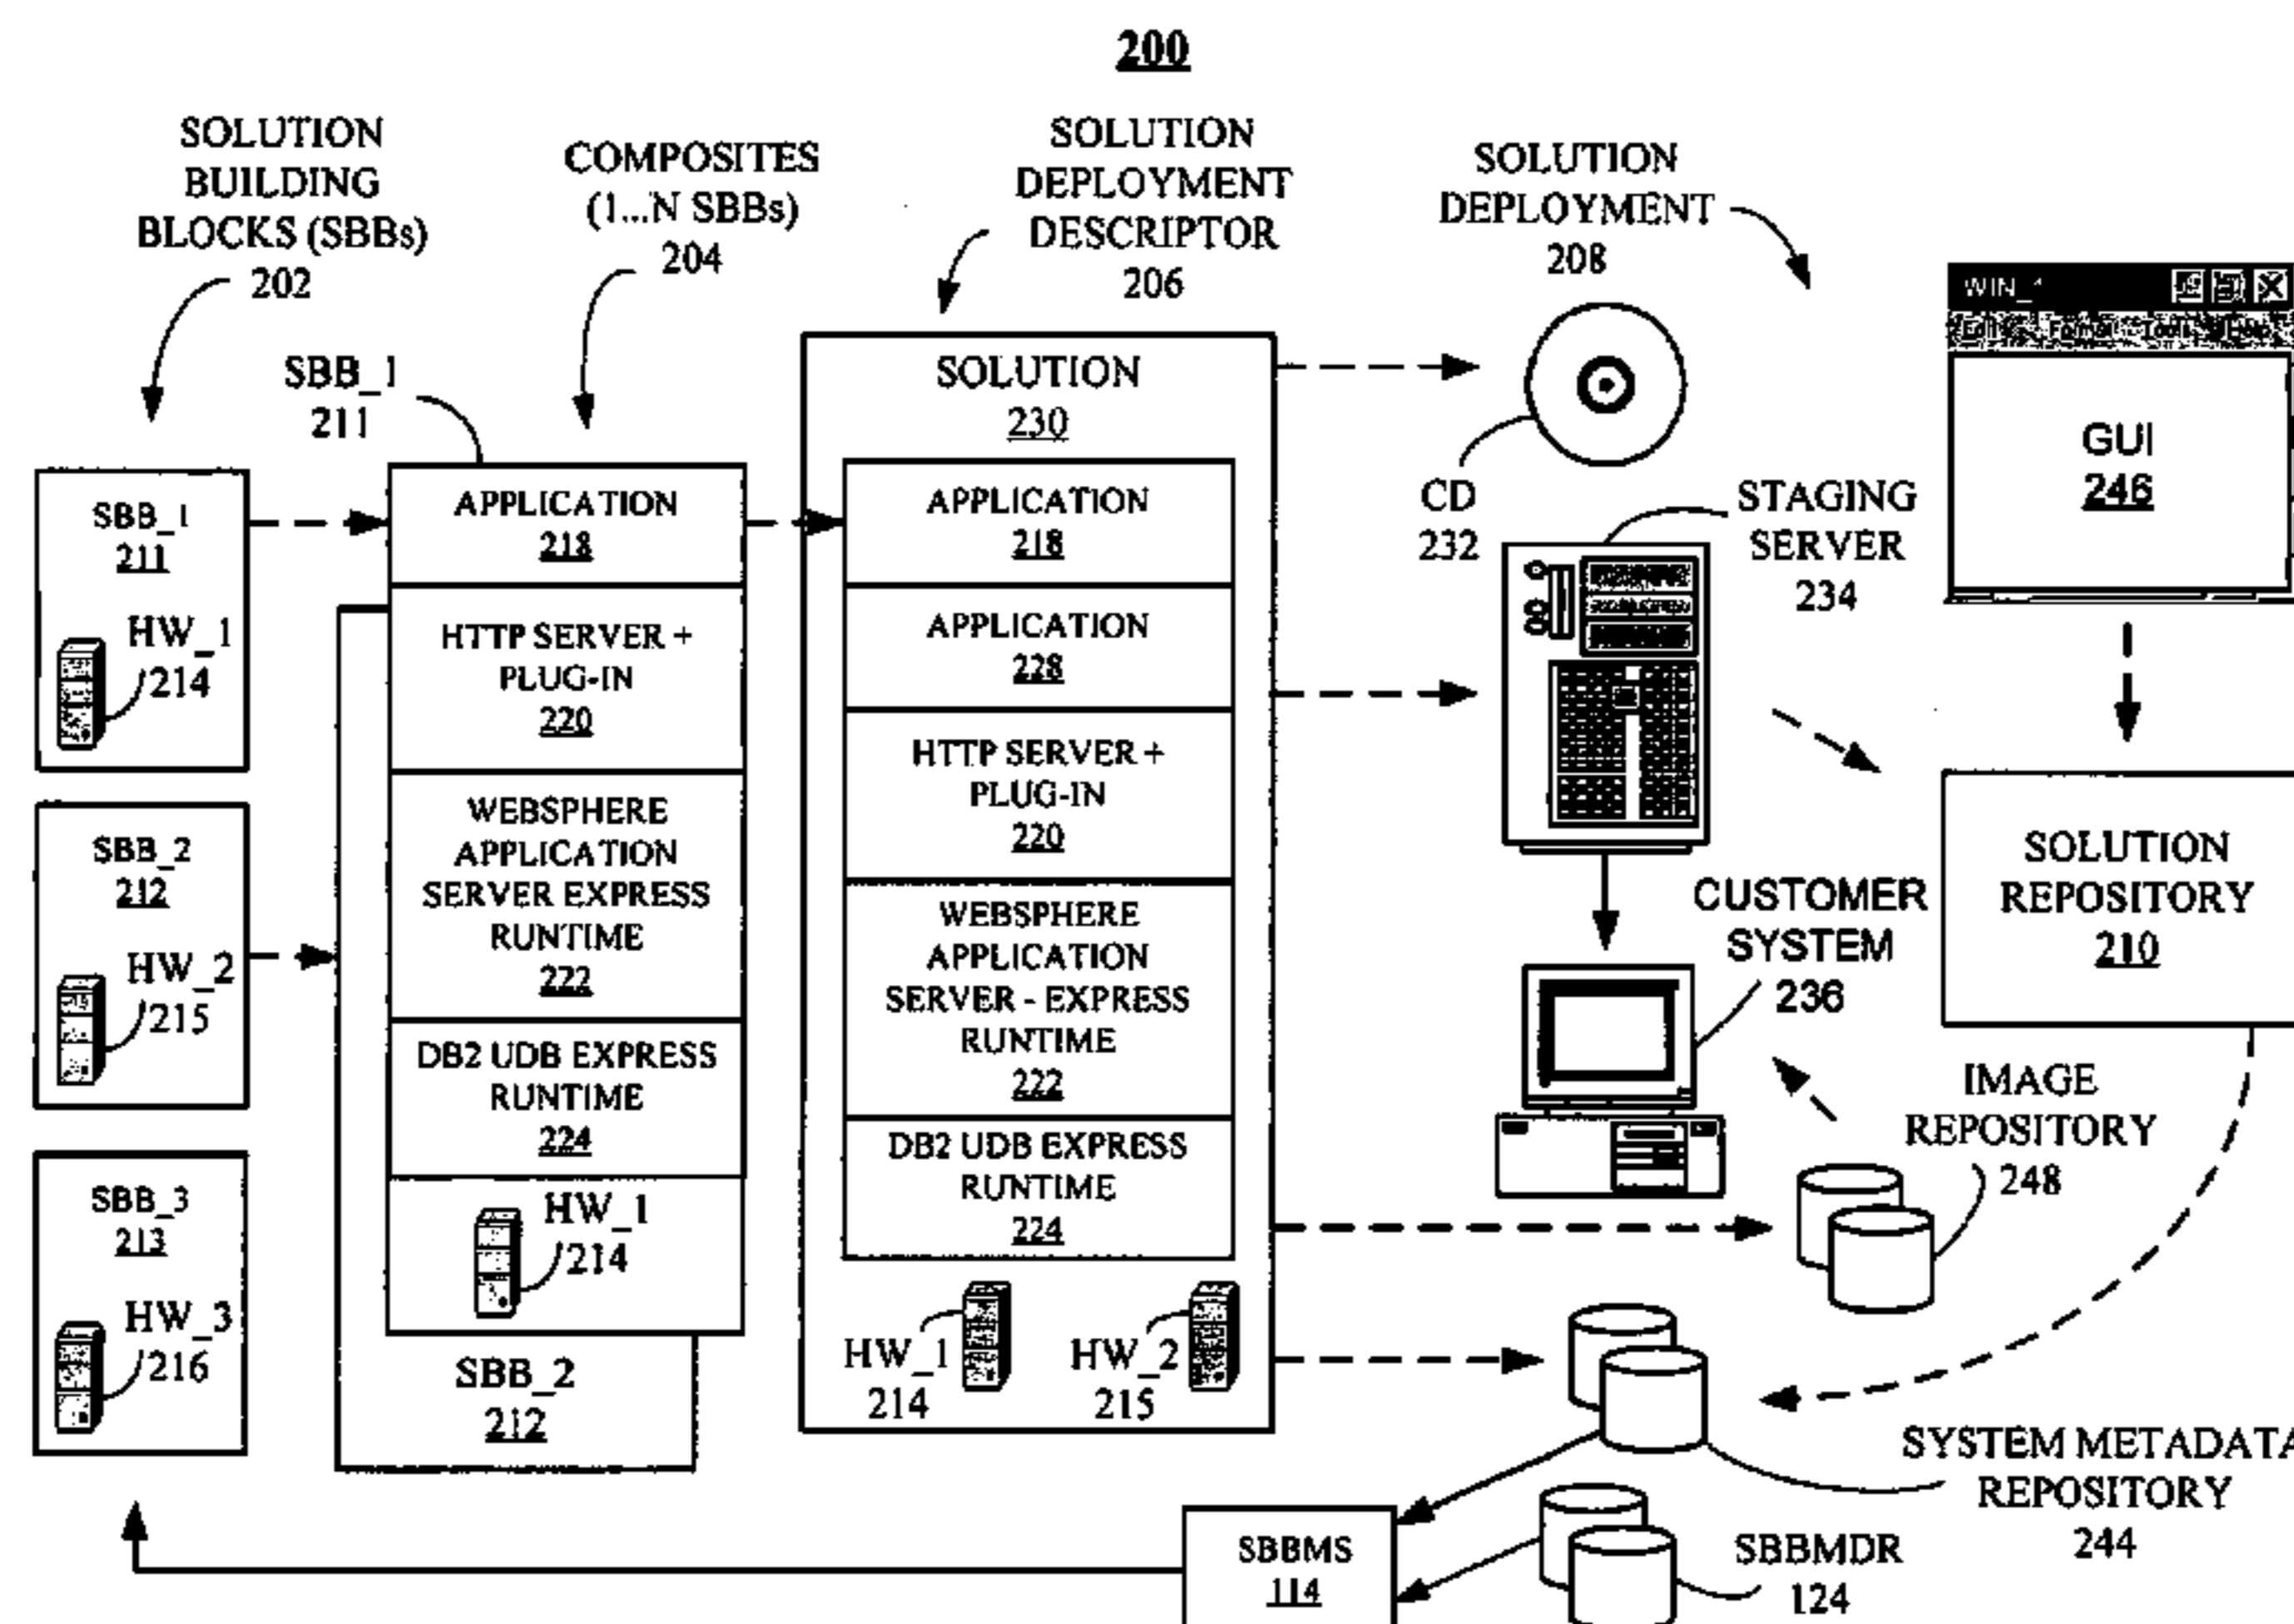 200
SOLUTION
BUILDING
BLOCKS (SBBs)
202
COMPOSITES
(1...N SBBs)
204
SOLUTION
DEPLOYMENT
DESCRIPTOR
206
SOLUTION
DEPLOYMENT
208
SBB_1
211
HW_1
214
SBB_2
212
HW_2
215
SBB_3
213
HW_3
216
SBB_1
211
APPLICATION
218
HTTP SERVER +
PLUG-IN
220
WEBSPHERE
APPLICATION
SERVER EXPRESS
RUNTIME
222
DB2 UDB EXPRESS
RUNTIME
224
HW_1
214
SBB_2
212
SOLUTION
230
APPLICATION
218
APPLICATION
228
HTTP SERVER +
PLUG-IN
220
WEBSPHERE
APPLICATION
SERVER - EXPRESS
RUNTIME
222
DB2 UDB EXPRESS
RUNTIME
224
HW_1
214
HW_2
215
CD
232
STAGING
SERVER
234
CUSTOMER
SYSTEM
236
WIN_1
Edit Format Tools Help
GUI
246
SOLUTION
REPOSITORY
210
IMAGE
REPOSITORY
248
SYSTEM METADATA
REPOSITORY
244
SBBMS
114
SBBMDR
124